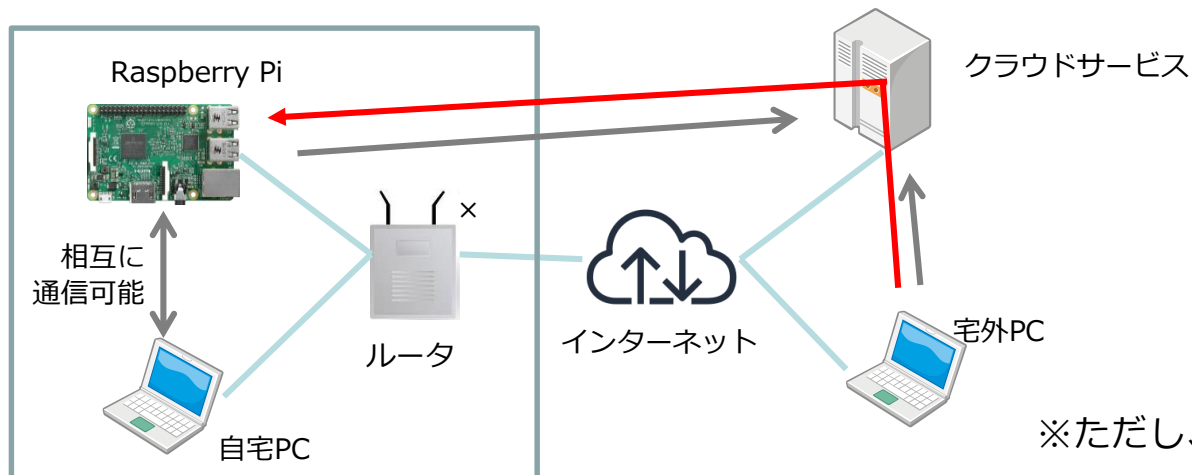 Raspberry Pi
クラウドサービス
×
相互に
通信可能
ルータ
インターネット
宅外PC
自宅PC
※ただし、